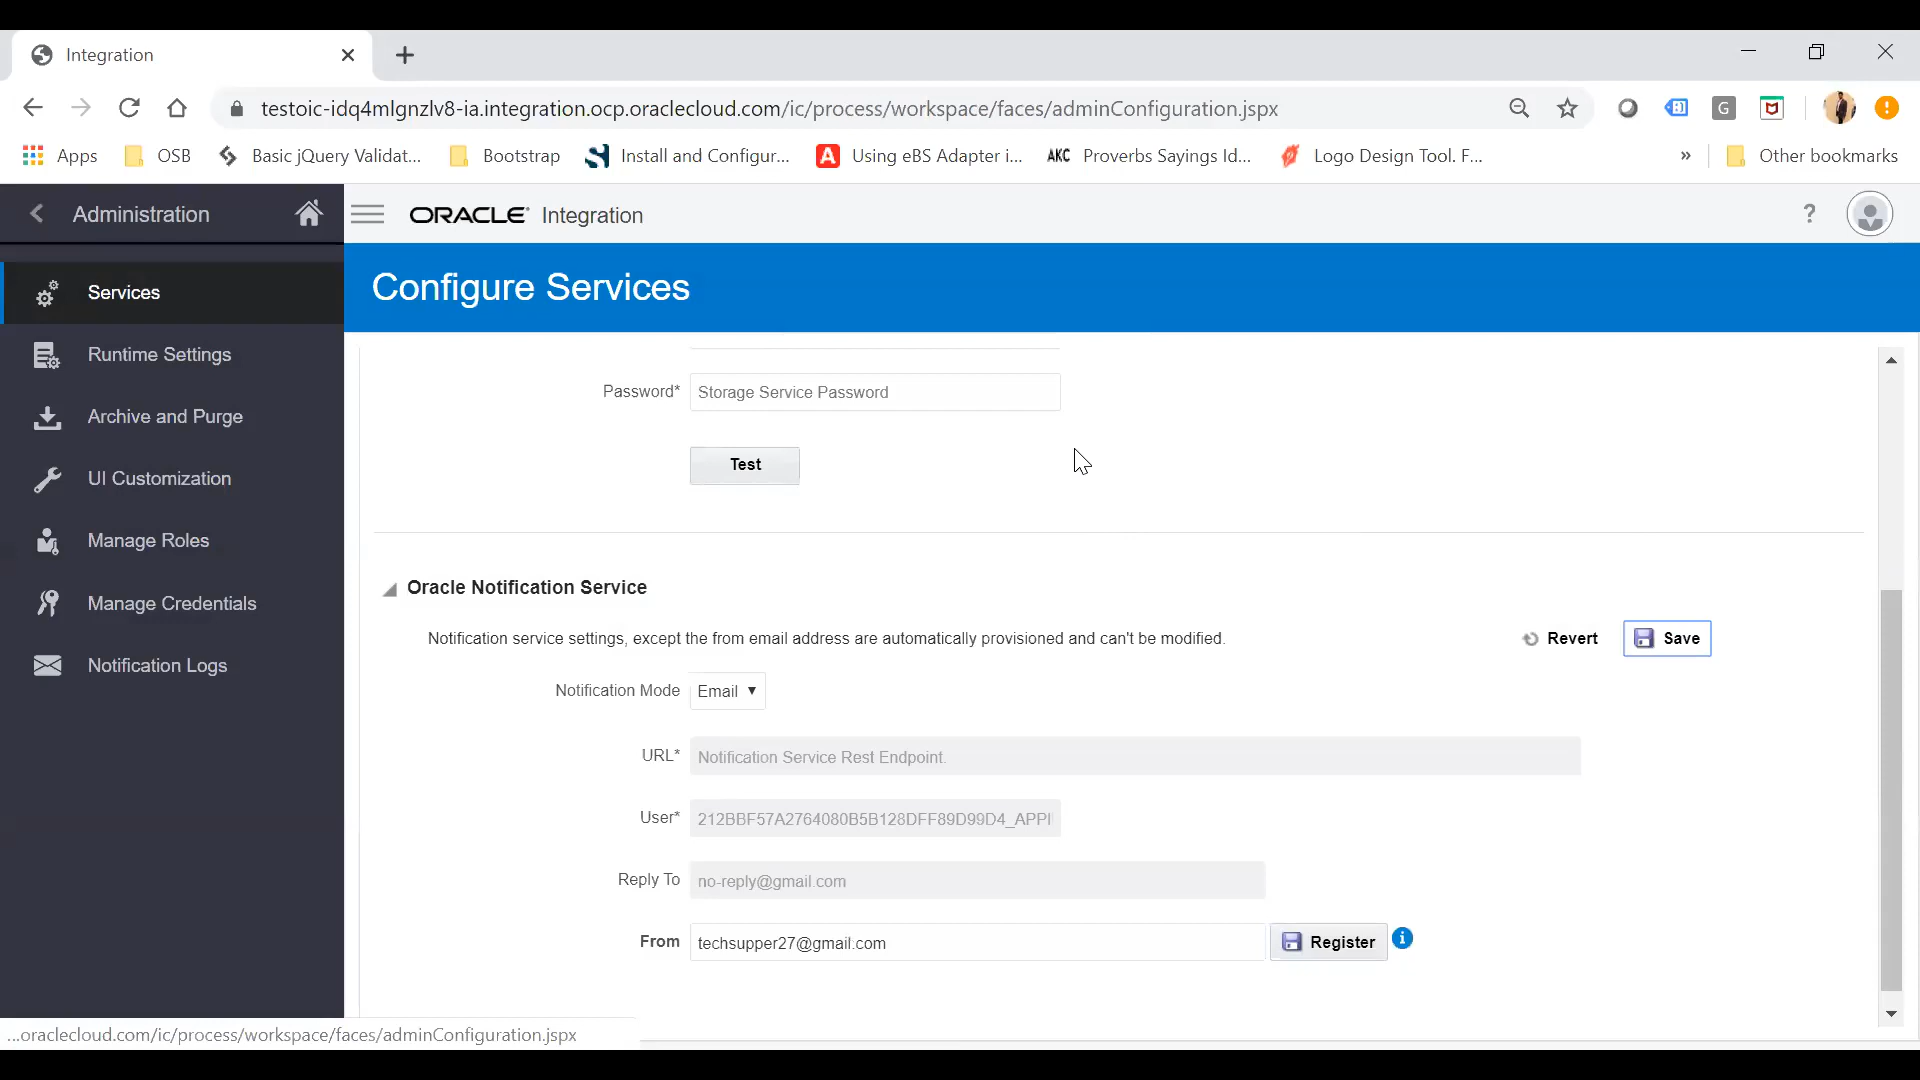 Integration
testoic-idq4mlgnzlv8-ia.integration.ocp.oraclecloud.com/ic/process/workspace/faces/adminConfiguration.jspx
Apps OSB Basic jQuery Validat... Bootstrap Install and Configur... Using eBS Adapter i... AKC Proverbs Sayings Id... Logo Design Tool. F... » Other bookmarks
Administration
ORACLE Integration
?
Configure Services
Services
Runtime Settings
Archive and Purge
UI Customization
Manage Roles
Manage Credentials
Notification Logs
Password* Storage Service Password
Test
Oracle Notification Service
Notification service settings, except the from email address are automatically provisioned and can't be modified.
Revert Save
Notification Mode Email
URL* Notification Service Rest Endpoint.
User* 212BBF57A2764080B5B128DFF89D99D4_APPI
Reply To no-reply@gmail.com
From techsupper27@gmail.com Register
...oraclecloud.com/ic/process/workspace/faces/adminConfiguration.jspx